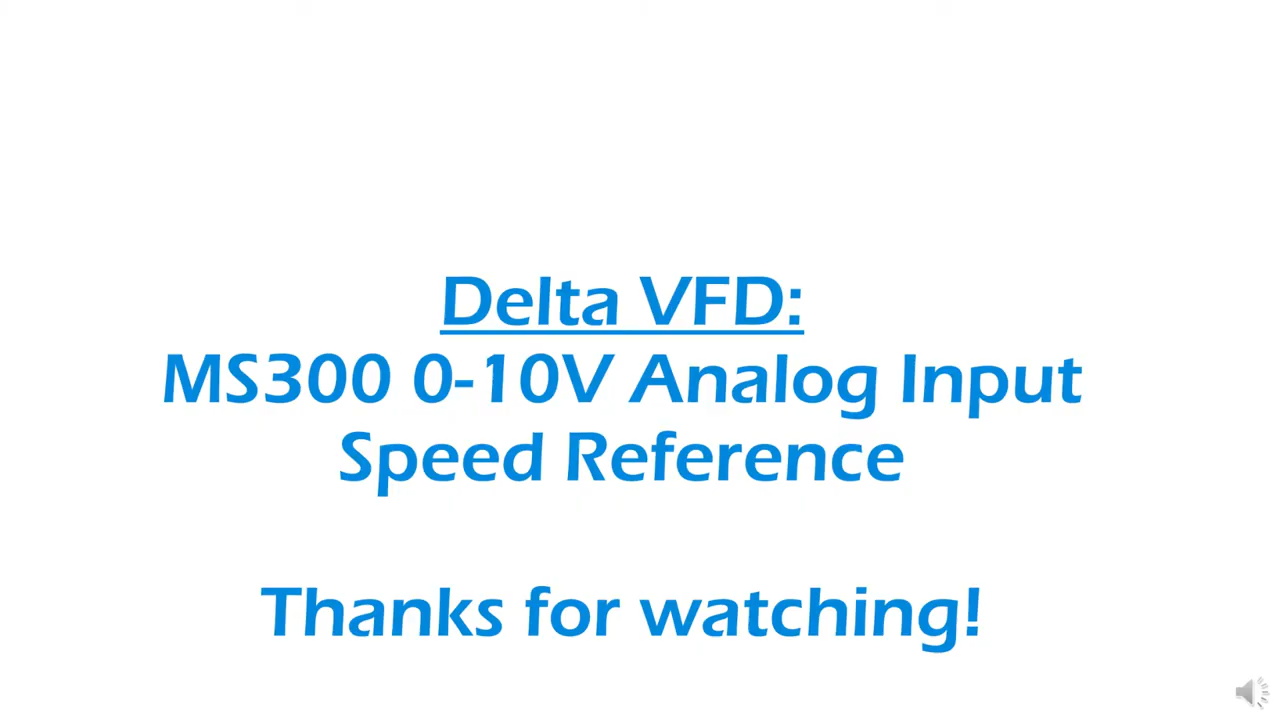 Delta VFD:
MS300 0-10V Analog Input
Speed Reference
Thanks for watching!